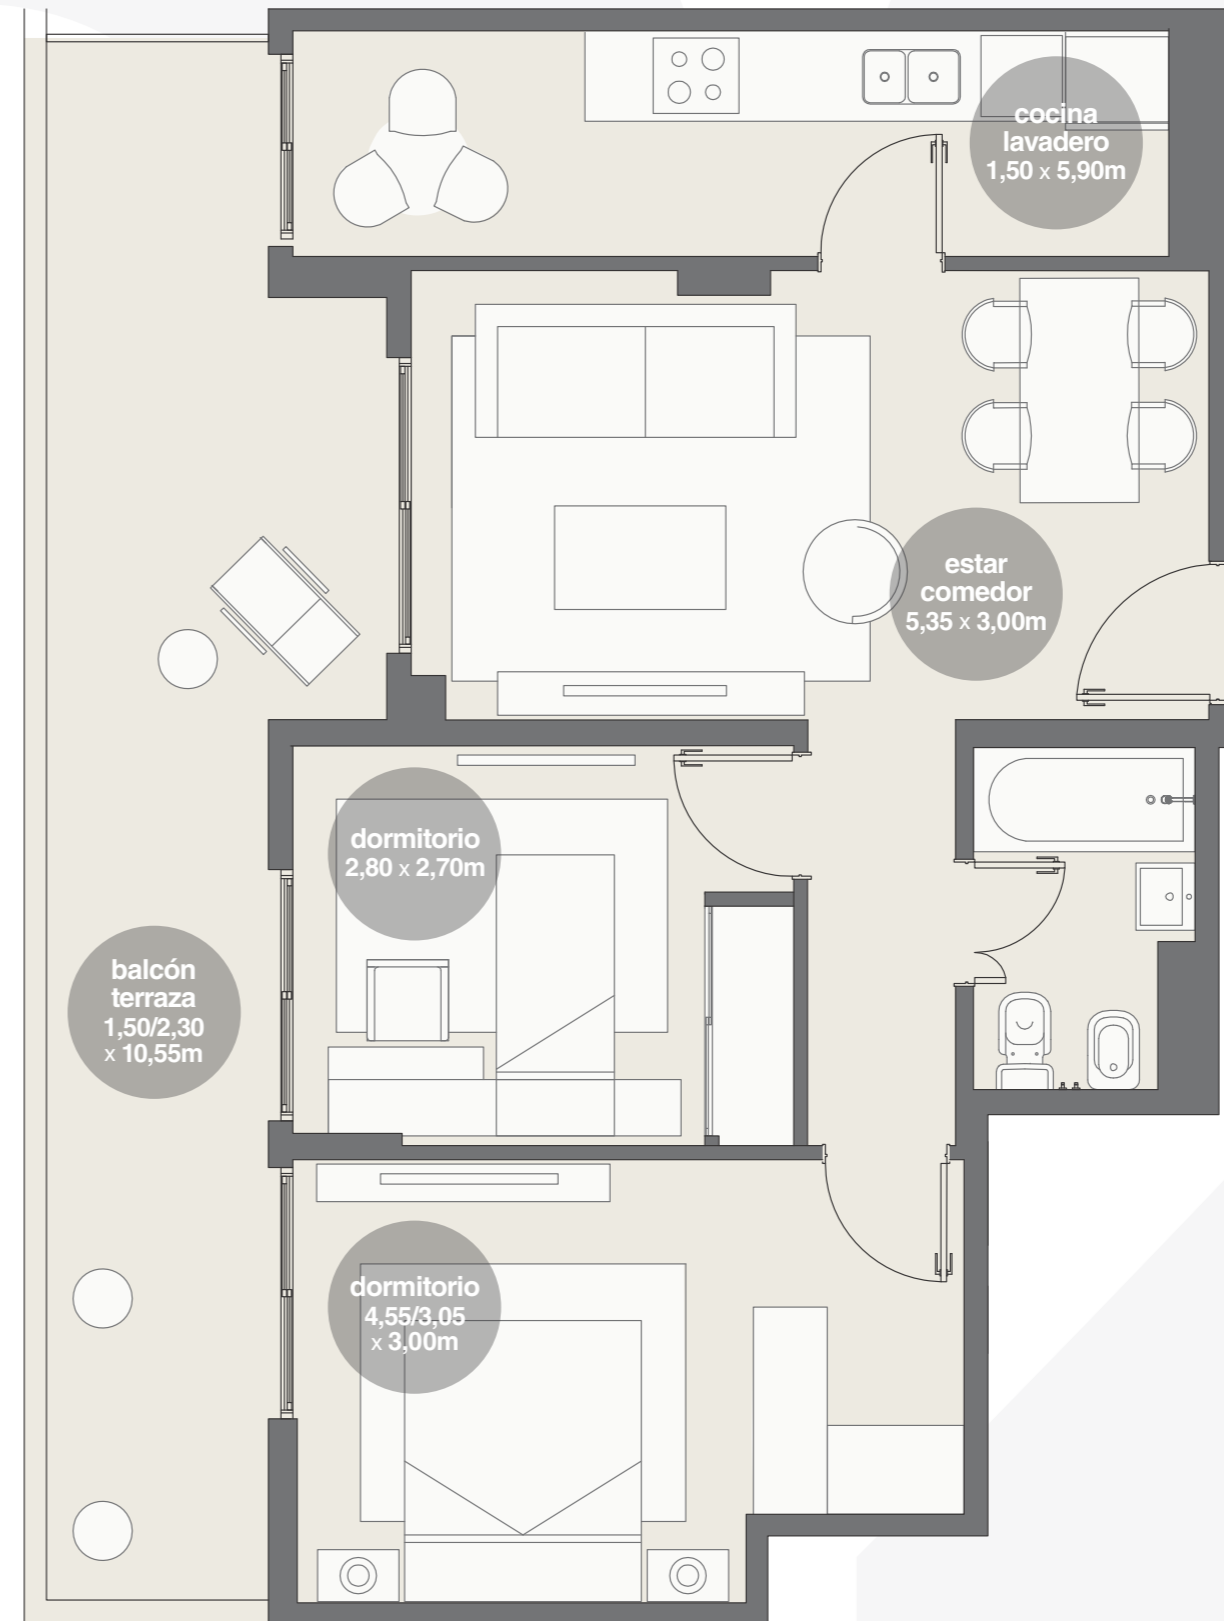 cocina
lavadero
1,50 x 5,90m
estar
comedor
5,35 x 3,00m
dormitorio
2,80 x 2,70m
balcón
terraza
1,50/2,30
x 10,55m
dormitorio
4,55/3,05
x 3,00m